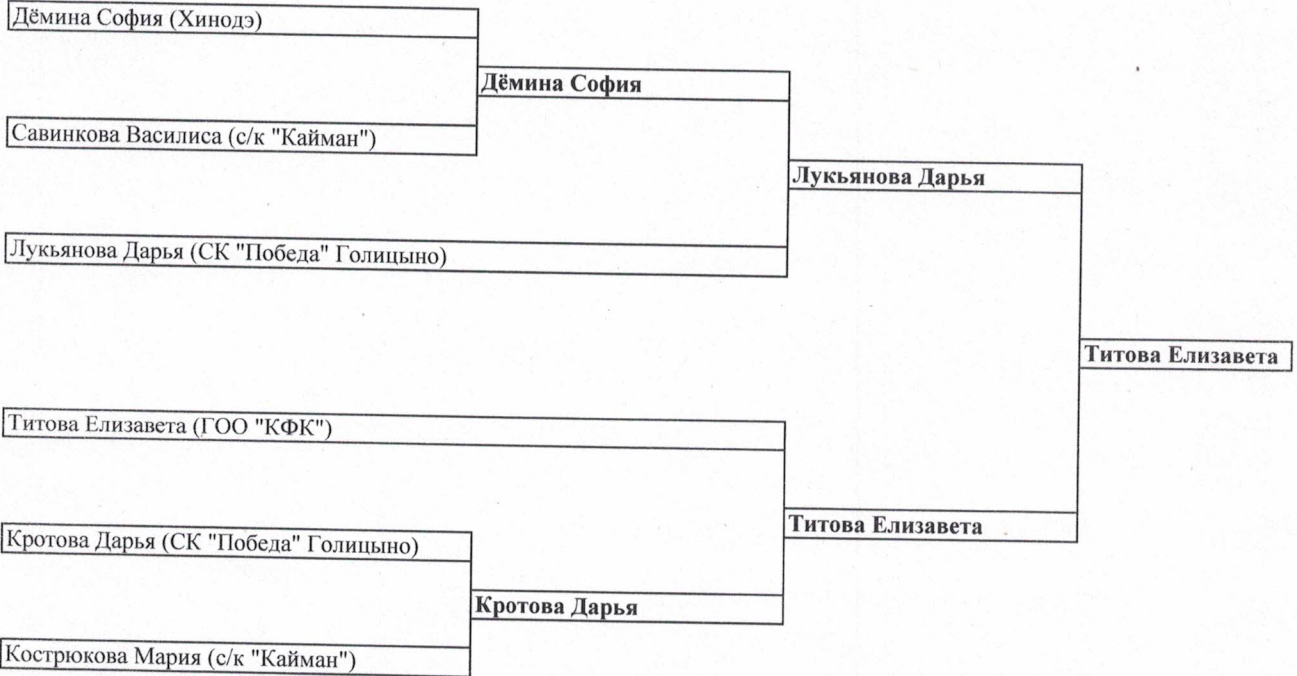 Дёмина София (Хинодэ)
Дёмина София
Савинкова Василиса (с/к "Кайман")
Лукьянова Дарья
Лукьянова Дарья (СК "Победа" Голицыно)
Титова Елизавета
Титова Елизавета (ГОО "КФК")
Титова Елизавета
Кротова Дарья (СК "Победа" Голицыно)
Кротова Дарья
Кострюкова Мария (с/к "Кайман")